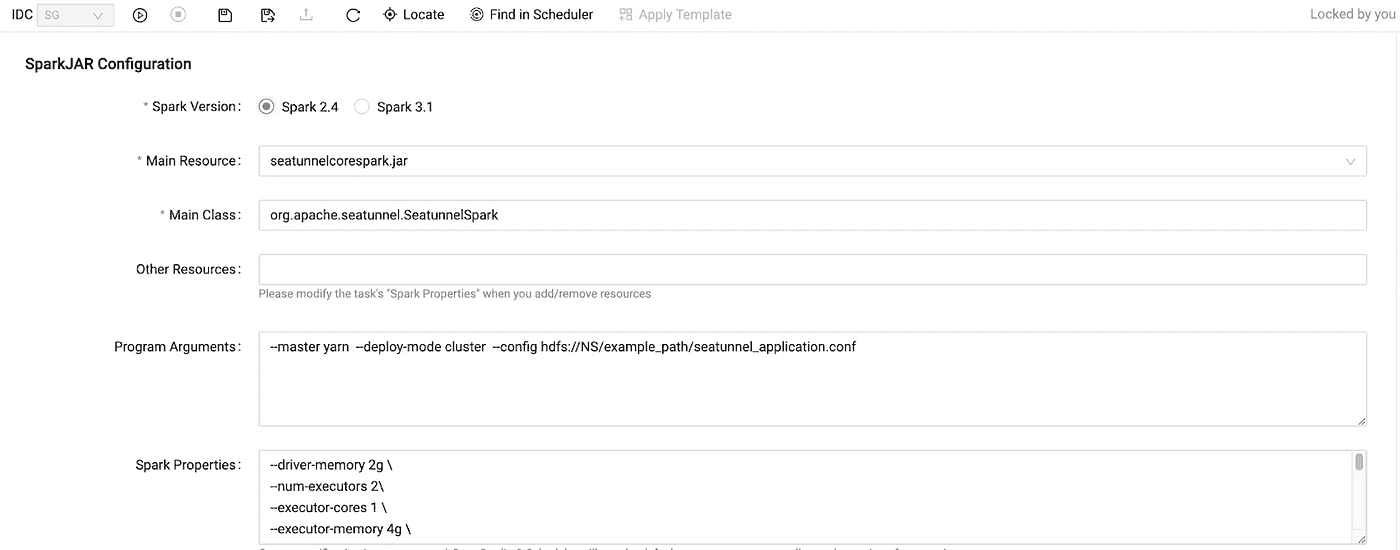 IDC SG Locate Find in Scheduler Apply Template Locked by you
SparkJAR Configuration
* Spark Version: Spark 2.4 Spark 3.1
* Main Resource: seatunnelcorespark.jar
* Main Class: org.apache.seatunnel.SeatunnelSpark
Other Resources:
Please modify the task's "Spark Properties" when you add/remove resources
Program Arguments: --master yarn --deploy-mode cluster --config hdfs://NS/example_path/seatunnel_application.conf
Spark Properties: --driver-memory 2g \
--num-executors 2\
--executor-cores 1 \
--executor-memory 4g \